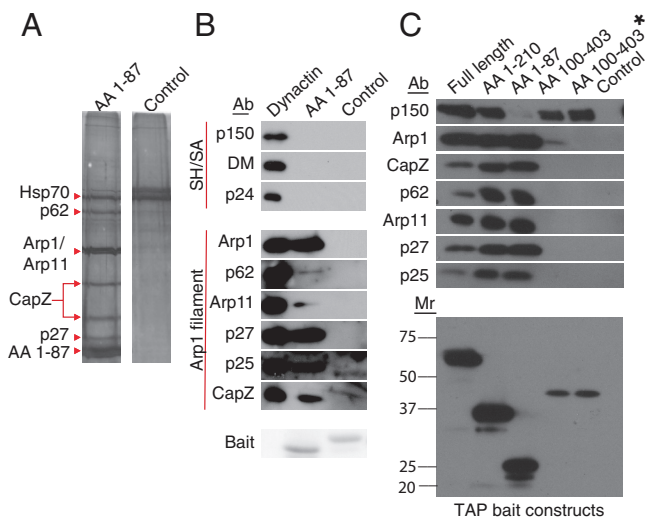 A
AA 1-87
Control
Hsp70
p62
Arp1/
Arp11
CapZ
p27
AA 1-87
B
Ab
Dynactin
AA 1-87
Control
SH/SA
p150
DM
p24
Arp1 filament
Arp1
p62
Arp11
p27
p25
CapZ
Bait
C
Ab
Full length
AA 1-210
AA 1-87
AA 100-403
AA 100-403 *
Control
p150
Arp1
CapZ
p62
Arp11
p27
p25
Mr
75
50
37
25
20
TAP bait constructs